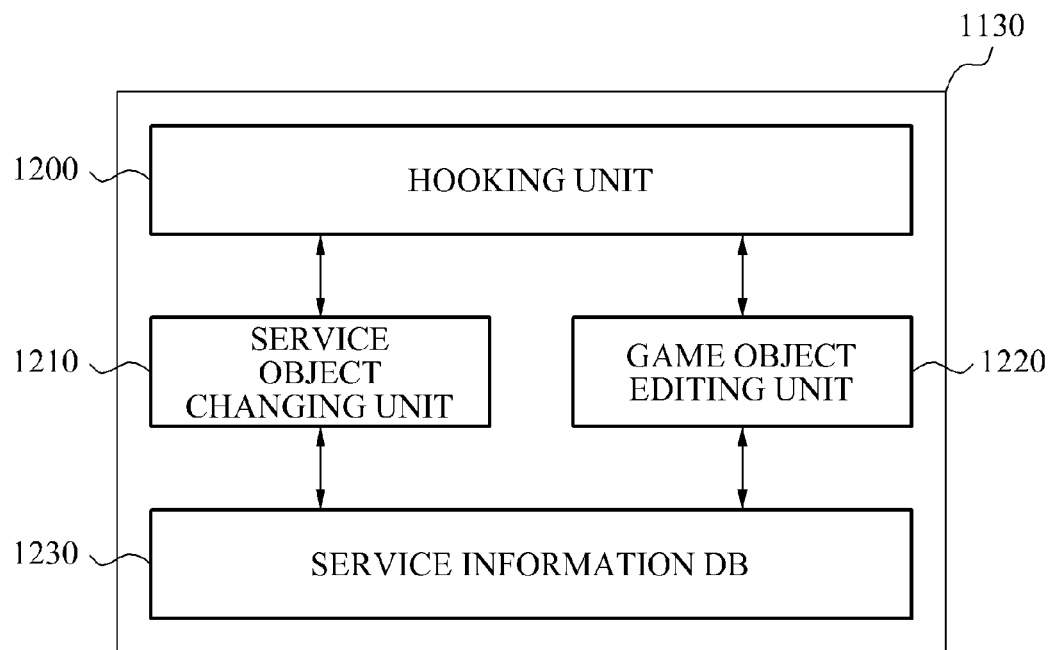 1130
1200
HOOKING UNIT
1210
SERVICE
OBJECT
CHANGING UNIT
GAME OBJECT
EDITING UNIT
1220
1230
SERVICE INFORMATION DB